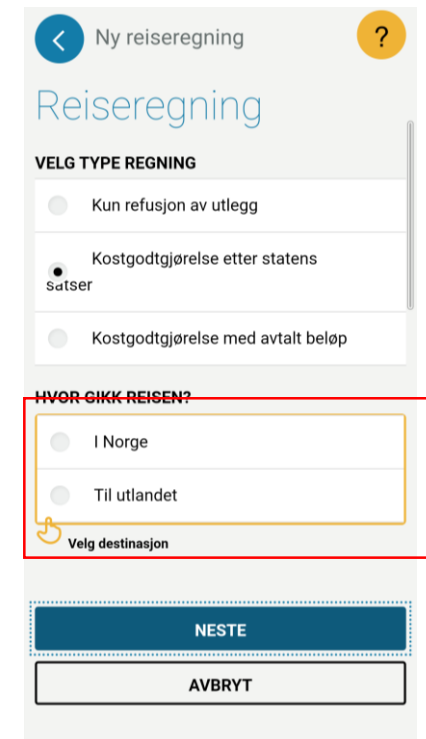 Ny reiseregning
?
Reiseregning
VELG TYPE REGNING
Kun refusjon av utlegg
Kostgodtgjørelse etter statens
satser
Kostgodtgjørelse med avtalt beløp
HVOR GIKK REISEN?
I Norge
Til utlandet
Velg destinasjon
NESTE
AVBRYT